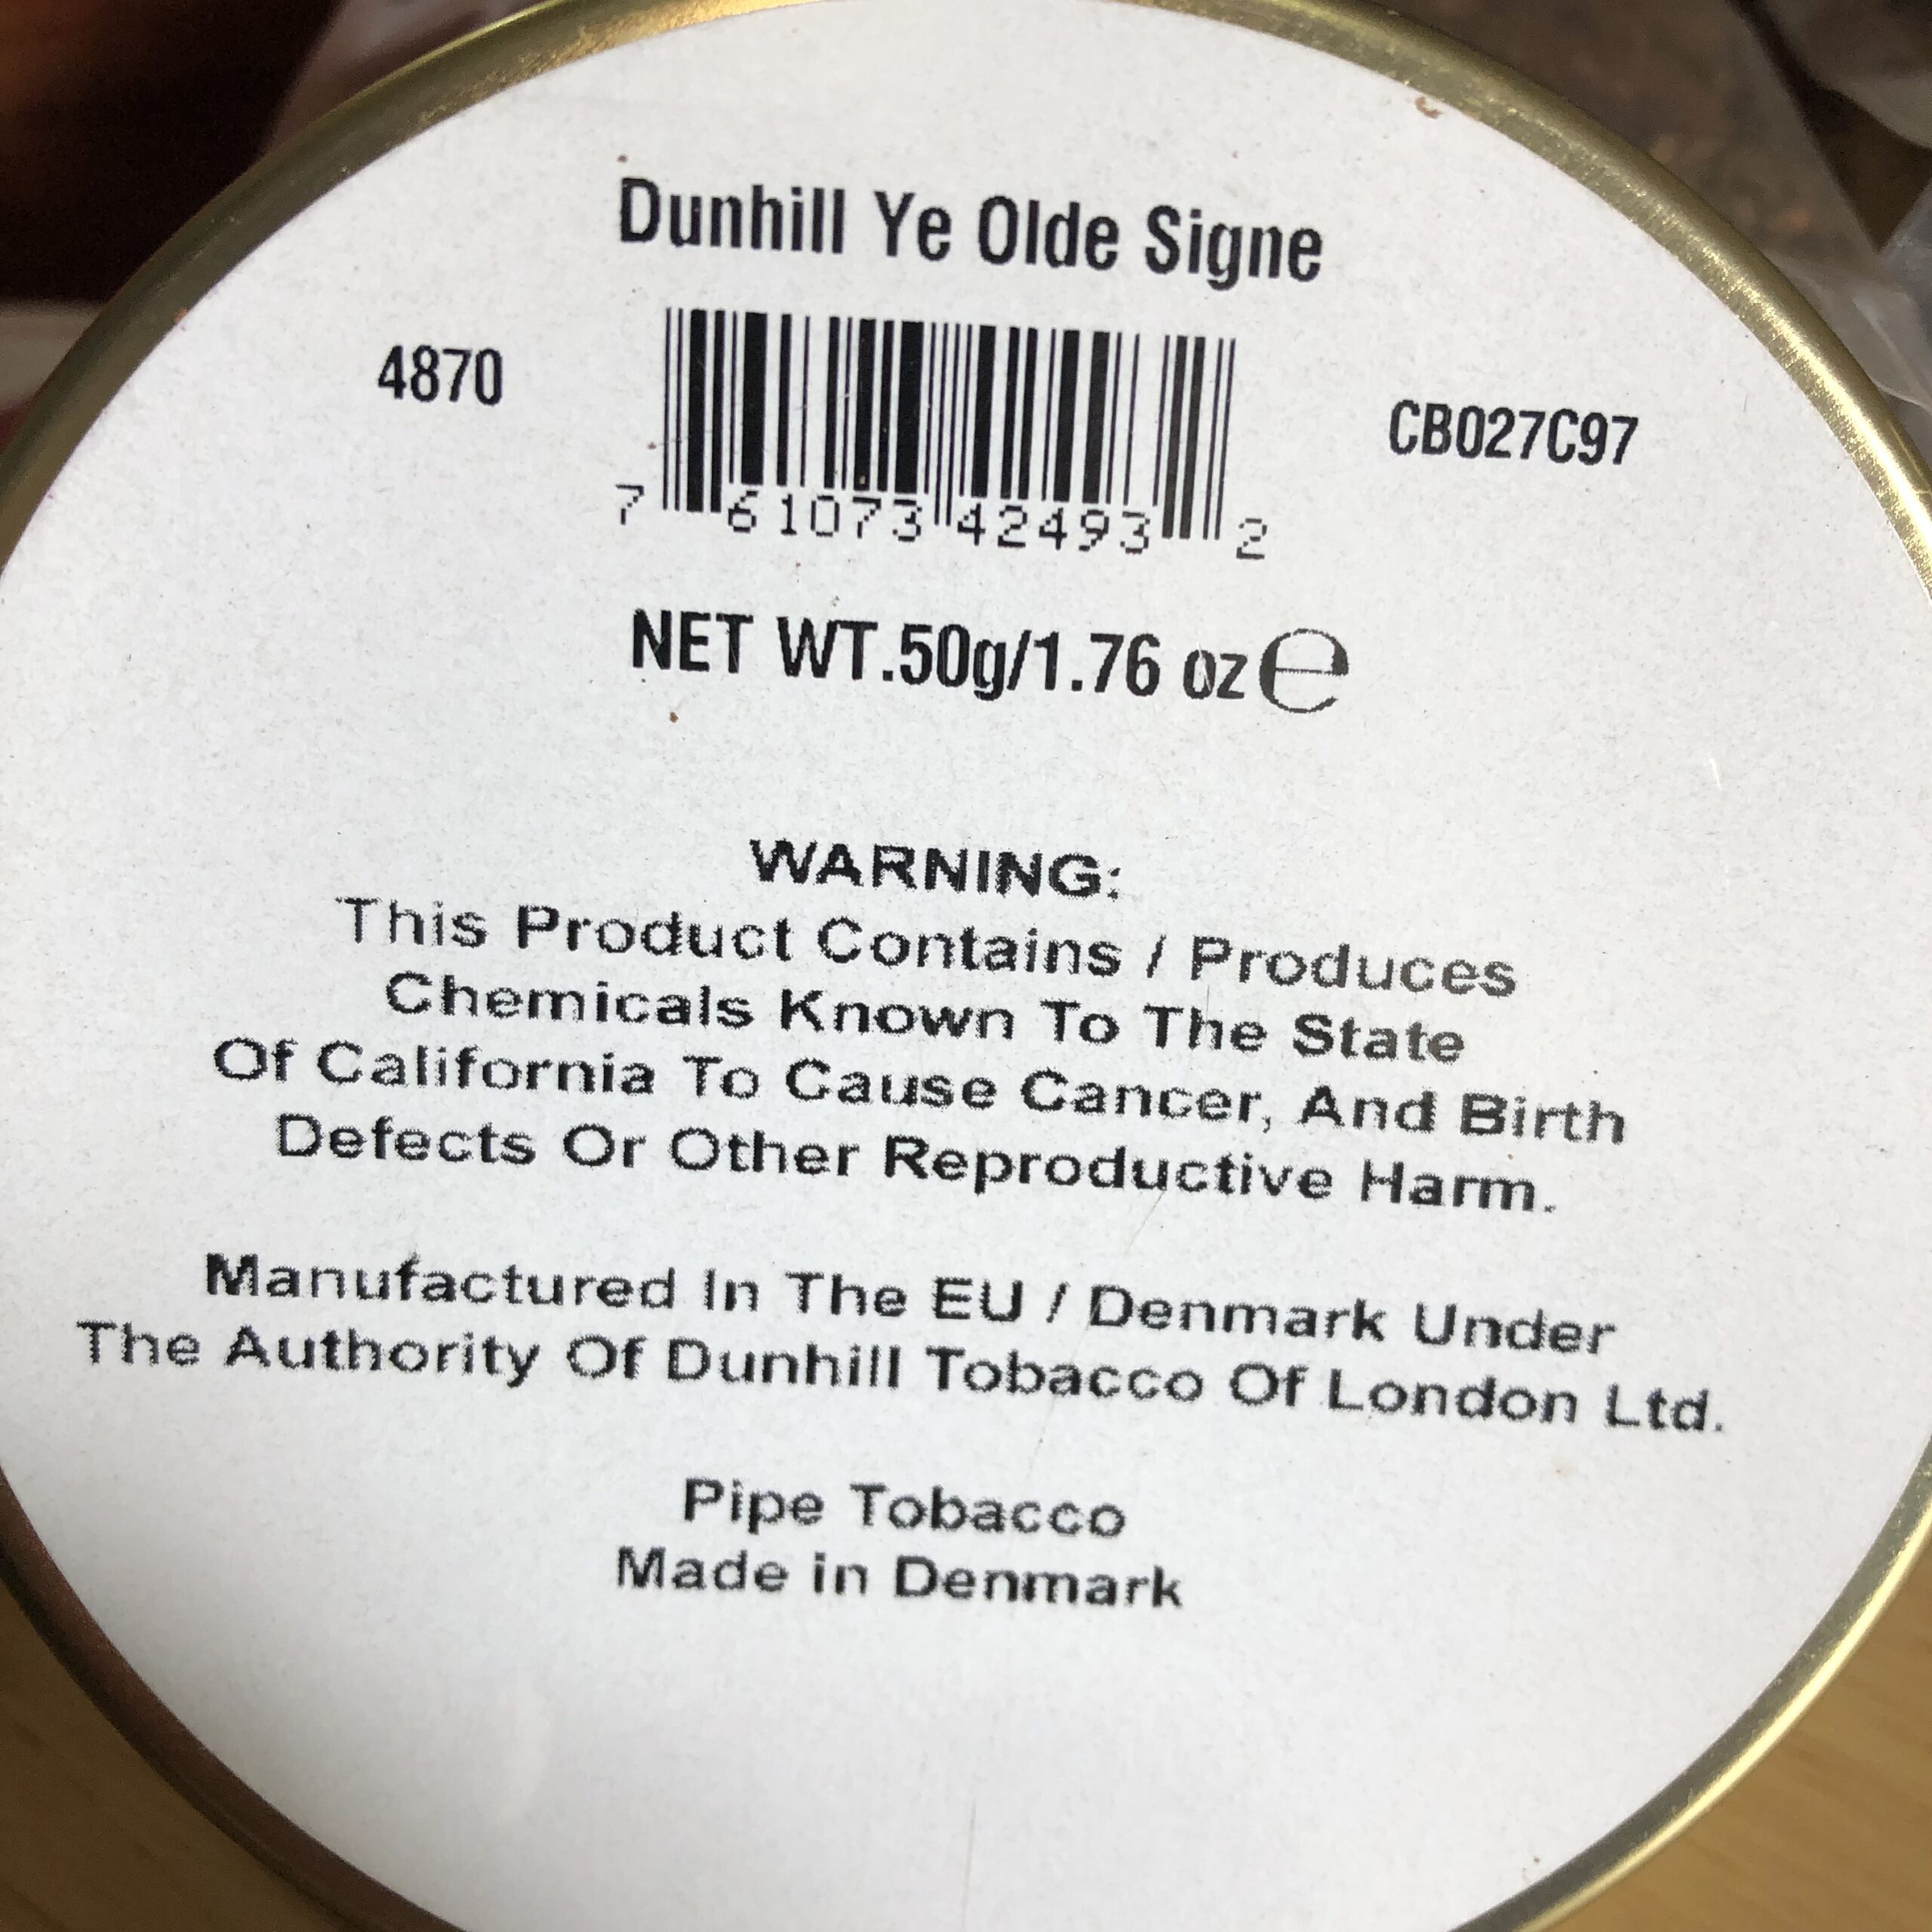 Dunhill Ye Olde Signe
4870
CB027C97
7 61073 42493 2
NET WT.50g/1.76 oz ℮
WARNING:
This Product Contains / Produces
Chemicals Known To The State
Of California To Cause Cancer, And Birth
Defects Or Other Reproductive Harm.
Manufactured In The EU / Denmark Under
The Authority Of Dunhill Tobacco Of London Ltd.
Pipe Tobacco
Made in Denmark